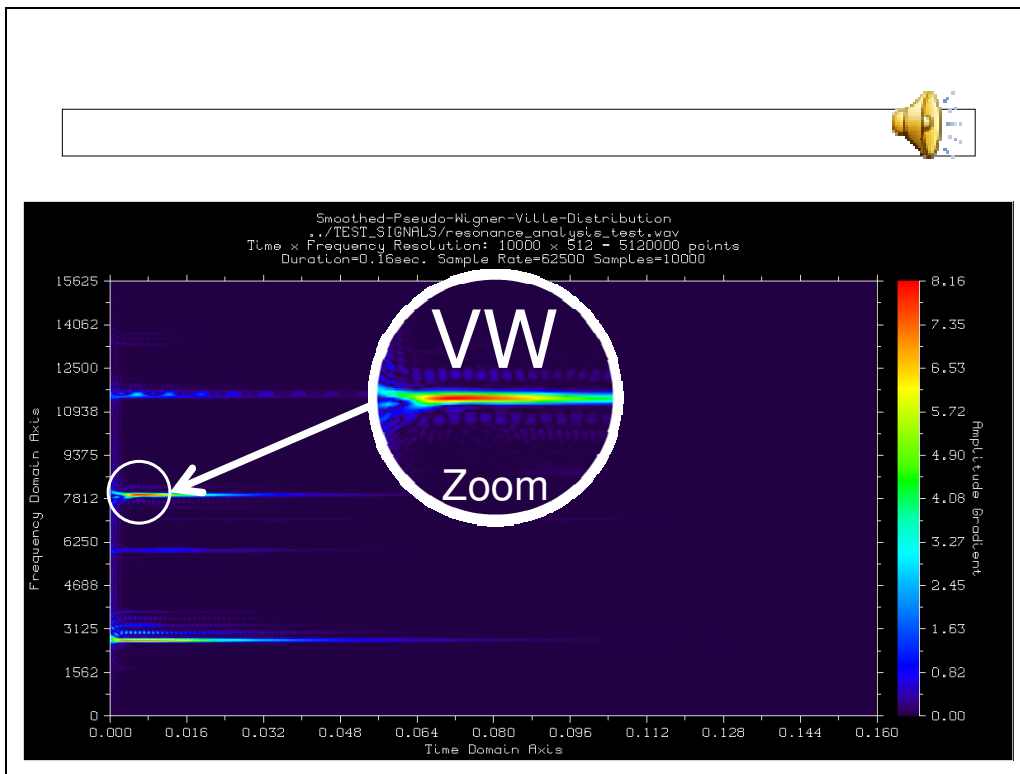 Smoothed-Pseudo-Wigner-Ville-Distribution
../TEST_SIGNALS/resonance_analysis_test.wav
Time x Frequency Resolution: 10000 x 512 - 5120000 points
Duration=0.16sec. Sample Rate=62500 Samples=10000
15625
14062
12500
10938
9375
7812
6250
4688
3125
1562
0
Frequency Domain Axis
VW
Zoom
0.000 0.016 0.032 0.048 0.064 0.080 0.096 0.112 0.128 0.144 0.160
Time Domain Axis
8.16
7.35
6.53
5.72
4.90
4.08
3.27
2.45
1.63
0.82
0.00
Amplitude Gradient